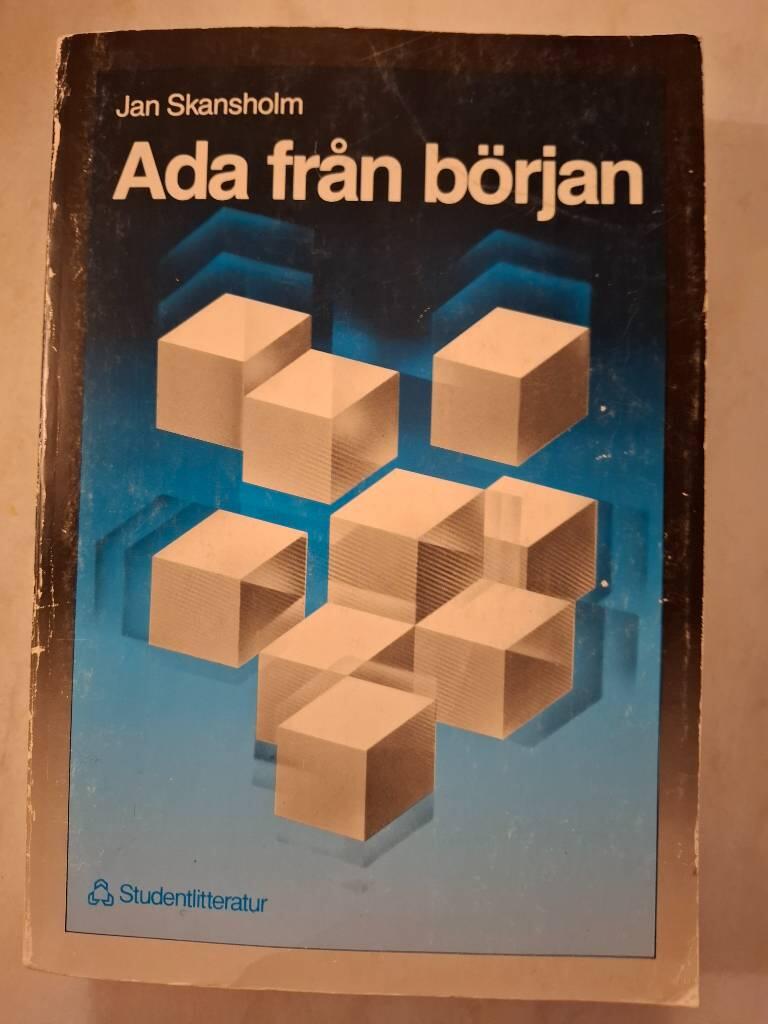 Jan Skansholm
Ada från början
Studentlitteratur